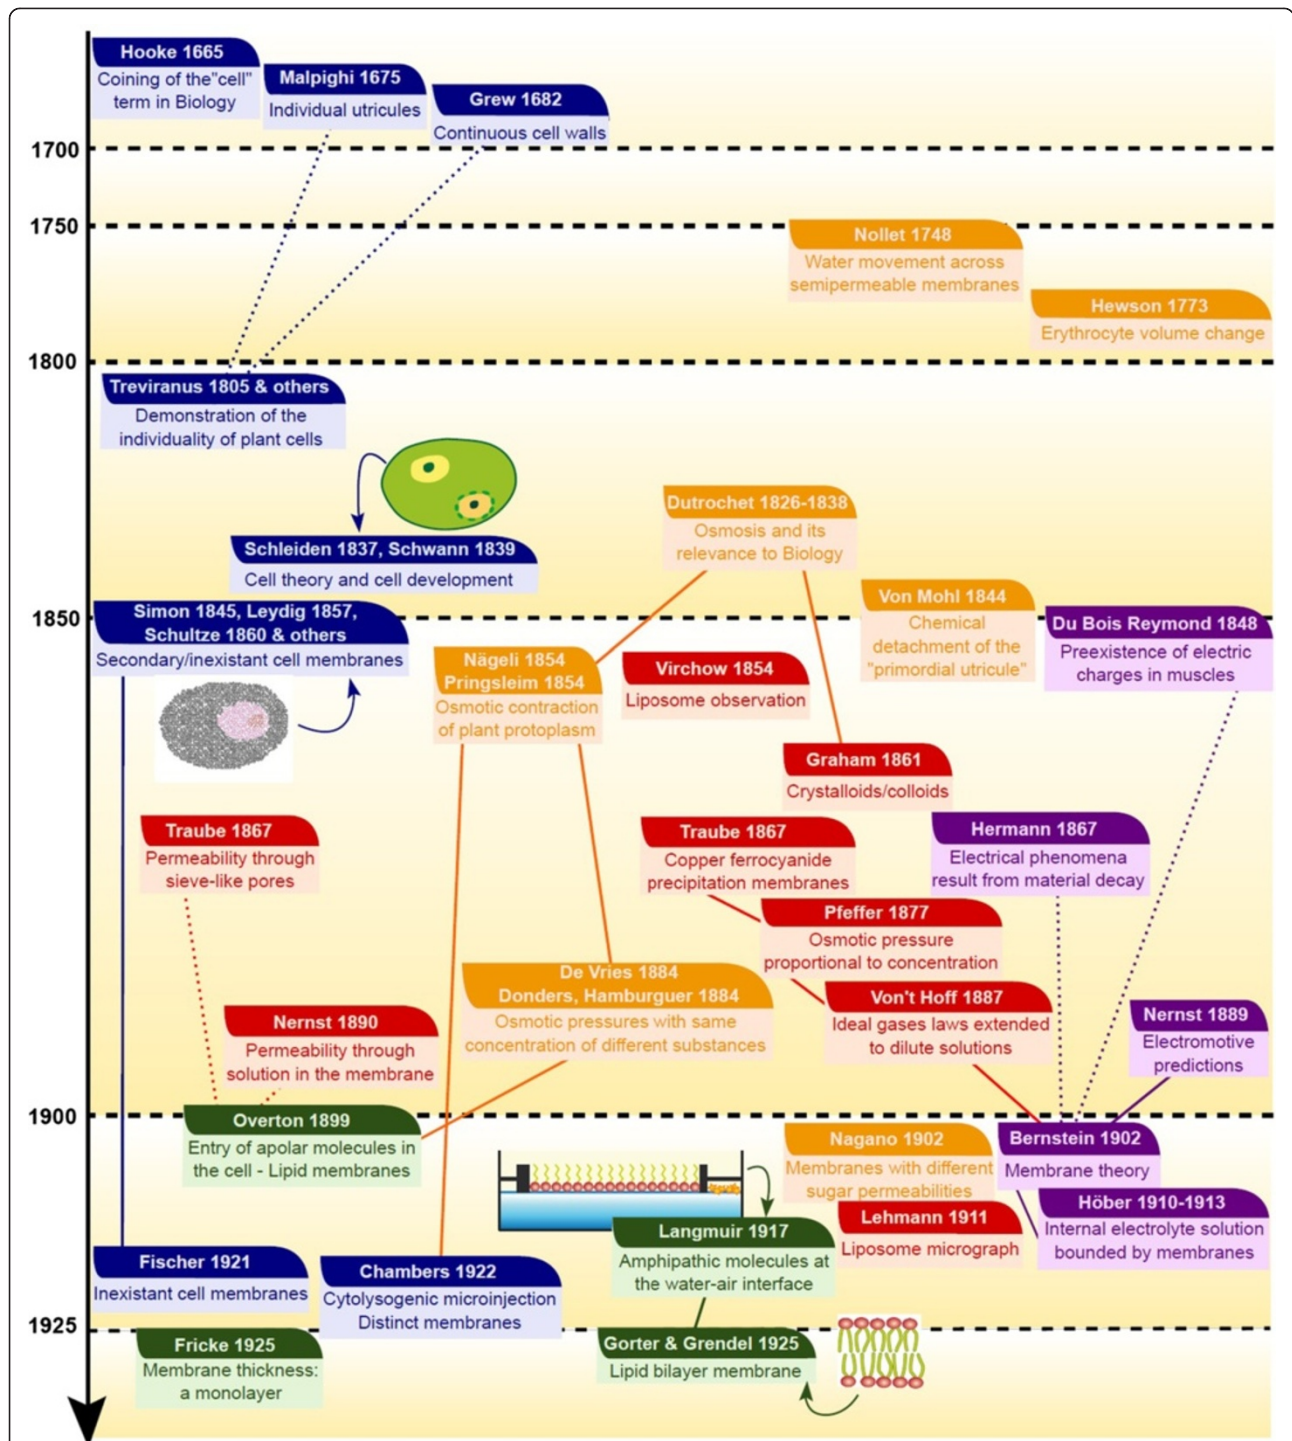 Hooke 1665
Coining of the"cell"
term in Biology
Malpighi 1675
Individual utricules
Grew 1682
Continuous cell walls
1700
1750
Nollet 1748
Water movement across
semipermeable membranes
Hewson 1773
Erythrocyte volume change
1800
Treviranus 1805 & others
Demonstration of the
individuality of plant cells
Dutrochet 1826-1838
Osmosis and its
relevance to Biology
Schleiden 1837, Schwann 1839
Cell theory and cell development
Von Mohl 1844
Chemical
detachment of the
"primordial utricule"
1850
Simon 1845, Leydig 1857,
Schultze 1860 & others
Secondary/inexistant cell membranes
Du Bois Reymond 1848
Preexistence of electric
charges in muscles
Nägeli 1854
Pringsleim 1854
Osmotic contraction
of plant protoplasm
Virchow 1854
Liposome observation
Graham 1861
Crystalloids/colloids
Traube 1867
Permeability through
sieve-like pores
Traube 1867
Copper ferrocyanide
precipitation membranes
Hermann 1867
Electrical phenomena
result from material decay
Pfeffer 1877
Osmotic pressure
proportional to concentration
De Vries 1884
Donders, Hamburguer 1884
Osmotic pressures with same
concentration of different substances
Von't Hoff 1887
Ideal gases laws extended
to dilute solutions
Nernst 1889
Electromotive
predictions
Nernst 1890
Permeability through
solution in the membrane
1900
Overton 1899
Entry of apolar molecules in
the cell - Lipid membranes
Nagano 1902
Membranes with different
sugar permeabilities
Bernstein 1902
Membrane theory
Höber 1910-1913
Internal electrolyte solution
bounded by membranes
Lehmann 1911
Liposome micrograph
Langmuir 1917
Amphipathic molecules at
the water-air interface
Fischer 1921
Inexistant cell membranes
Chambers 1922
Cytolysogenic microinjection
Distinct membranes
1925
Fricke 1925
Membrane thickness:
a monolayer
Gorter & Grendel 1925
Lipid bilayer membrane